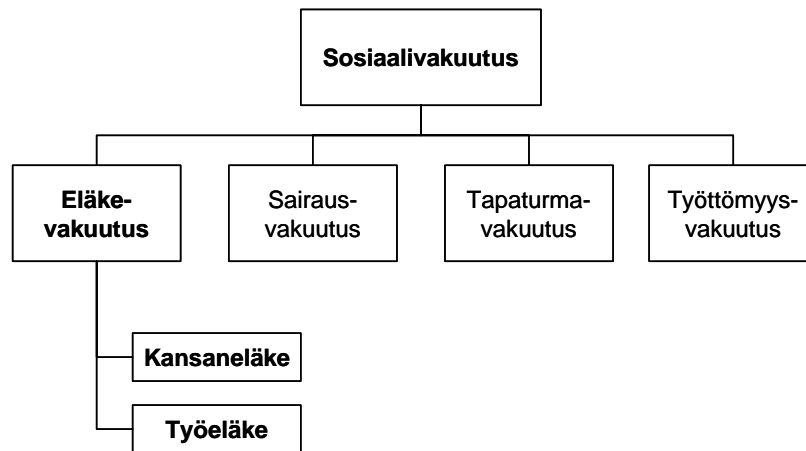 Sosiaalivakuutus
Eläke-
vakuutus
Sairaus-
vakuutus
Tapaturma-
vakuutus
Työttömyys-
vakuutus
Kansaneläke
Työeläke